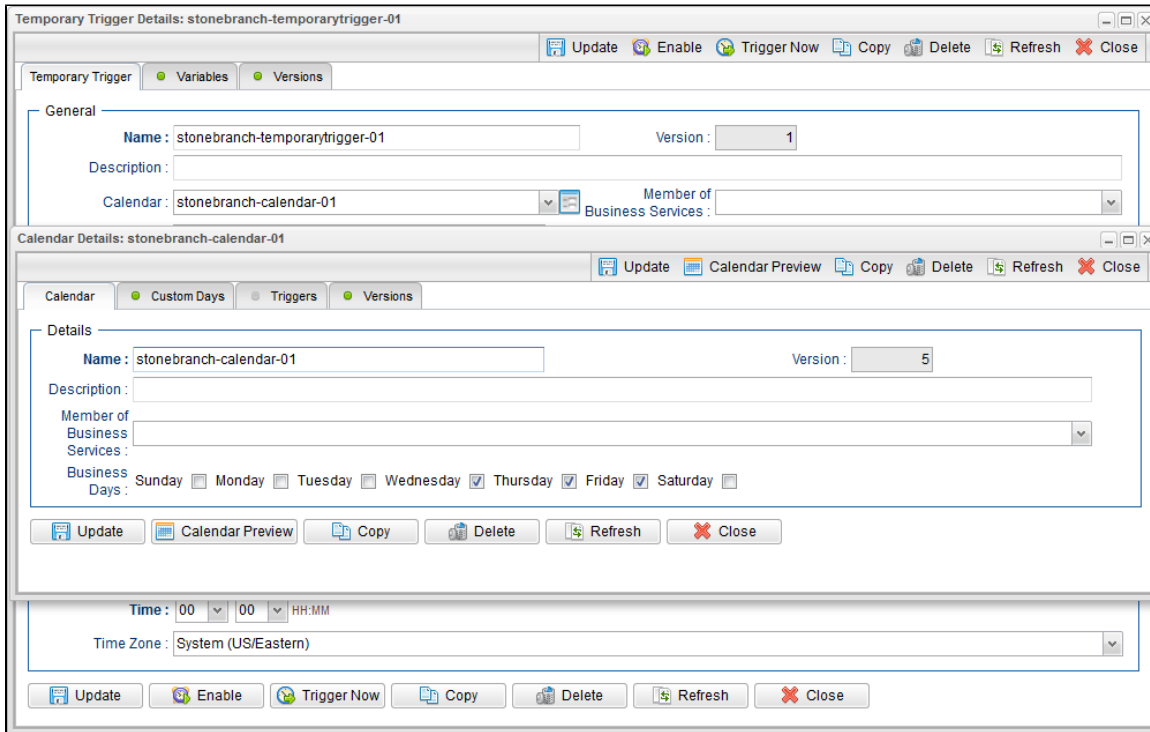 Temporary Trigger Details: stonebranch-temporarytrigger-01
Update Enable Trigger Now Copy Delete Refresh Close
Temporary Trigger Variables Versions
General
Name : stonebranch-temporarytrigger-01 Version : 1
Description :
Calendar : stonebranch-calendar-01 Member of
Business Services :
Calendar Details: stonebranch-calendar-01
Update Calendar Preview Copy Delete Refresh Close
Calendar Custom Days Triggers Versions
Details
Name : stonebranch-calendar-01 Version : 5
Description :
Member of
Business
Services :
Business
Days : Sunday Monday Tuesday Wednesday Thursday Friday Saturday
Update Calendar Preview Copy Delete Refresh Close
Time : 00 00 HH:MM
Time Zone : System (US/Eastern)
Update Enable Trigger Now Copy Delete Refresh Close